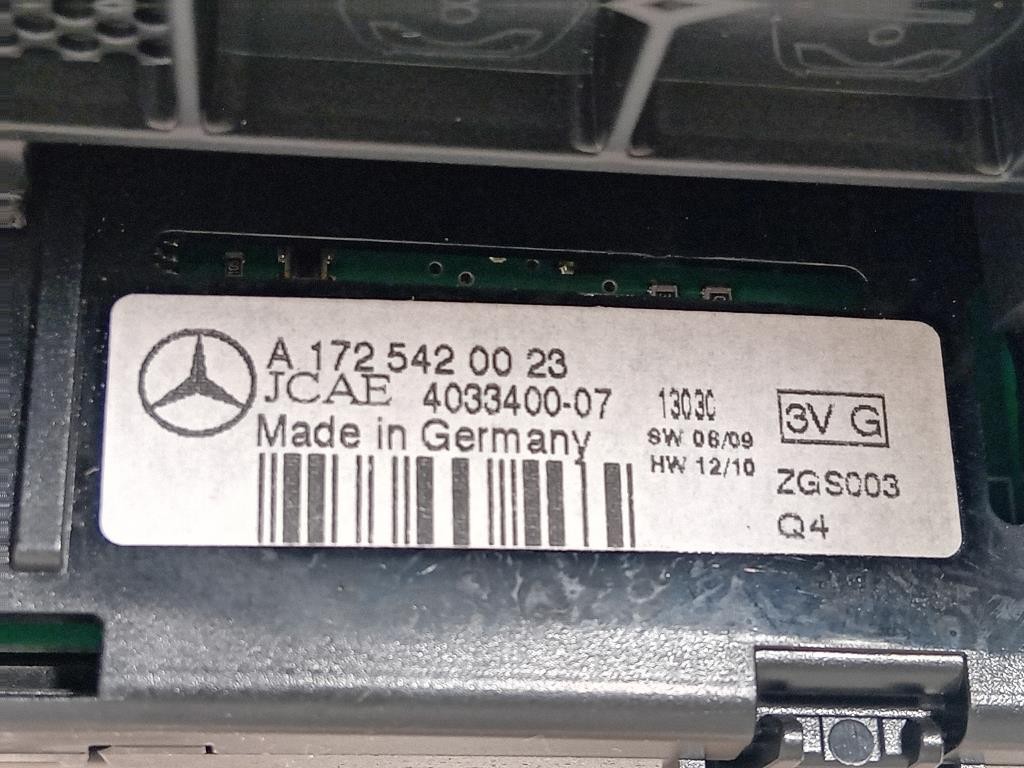 A 172 542 00 23
JCAE 4033400-07
Made in Germany
1303C
SW 06/09
HW 12/10
3V G
ZGS003
Q4